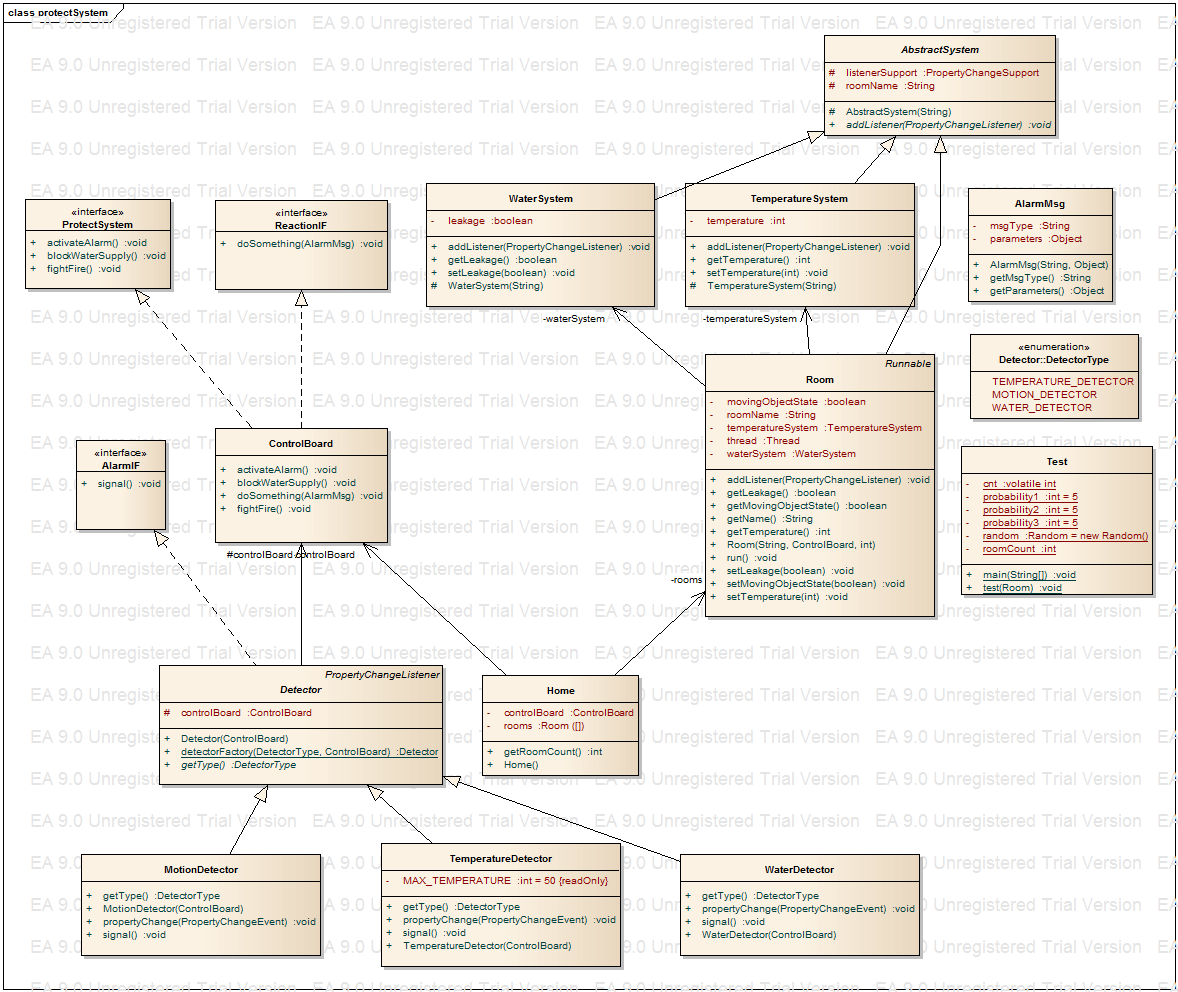 class protectSystem
EA 9.0 Unregistered Trial Version
AbstractSystem
# listenerSupport :PropertyChangeSupport
# roomName :String
# AbstractSystem(String)
+ addListener(PropertyChangeListener) :void
«interface»
ProtectSystem
+ activateAlarm() :void
+ blockWaterSupply() :void
+ fightFire() :void
«interface»
ReactionIF
+ doSomething(AlarmMsg) :void
WaterSystem
- leakage :boolean
+ addListener(PropertyChangeListener) :void
+ getLeakage() :boolean
+ setLeakage(boolean) :void
# WaterSystem(String)
TemperatureSystem
- temperature :int
+ addListener(PropertyChangeListener) :void
+ getTemperature() :int
+ setTemperature(int) :void
# TemperatureSystem(String)
AlarmMsg
- msgType :String
- parameters :Object
+ AlarmMsg(String, Object)
+ getMsgType() :String
+ getParameters() :Object
-waterSystem
-temperatureSystem
«enumeration»
Detector::DetectorType
TEMPERATURE_DETECTOR
MOTION_DETECTOR
WATER_DETECTOR
Runnable
Room
- movingObjectState :boolean
- roomName :String
- temperatureSystem :TemperatureSystem
- thread :Thread
- waterSystem :WaterSystem
+ addListener(PropertyChangeListener) :void
+ getLeakage() :boolean
+ getMovingObjectState() :boolean
+ getName() :String
+ getTemperature() :int
+ Room(String, ControlBoard, int)
+ run() :void
+ setLeakage(boolean) :void
+ setMovingObjectState(boolean) :void
+ setTemperature(int) :void
«interface»
AlarmIF
+ signal() :void
ControlBoard
+ activateAlarm() :void
+ blockWaterSupply() :void
+ doSomething(AlarmMsg) :void
+ fightFire() :void
Test
- cnt :volatile int
- probability1 :int = 5
- probability2 :int = 5
- probability3 :int = 5
- random :Random = new Random()
- roomCount :int
+ main(String[]) :void
+ test(Room) :void
#controlBoard
-controlBoard
-rooms
PropertyChangeListener
Detector
# controlBoard :ControlBoard
+ Detector(ControlBoard)
+ detectorFactory(DetectorType, ControlBoard) :Detector
+ getType() :DetectorType
Home
- controlBoard :ControlBoard
- rooms :Room ([])
+ getRoomCount() :int
+ Home()
MotionDetector
+ getType() :DetectorType
+ MotionDetector(ControlBoard)
+ propertyChange(PropertyChangeEvent) :void
+ signal() :void
TemperatureDetector
- MAX_TEMPERATURE :int = 50 {readOnly}
+ getType() :DetectorType
+ propertyChange(PropertyChangeEvent) :void
+ signal() :void
+ TemperatureDetector(ControlBoard)
WaterDetector
+ getType() :DetectorType
+ propertyChange(PropertyChangeEvent) :void
+ signal() :void
+ WaterDetector(ControlBoard)